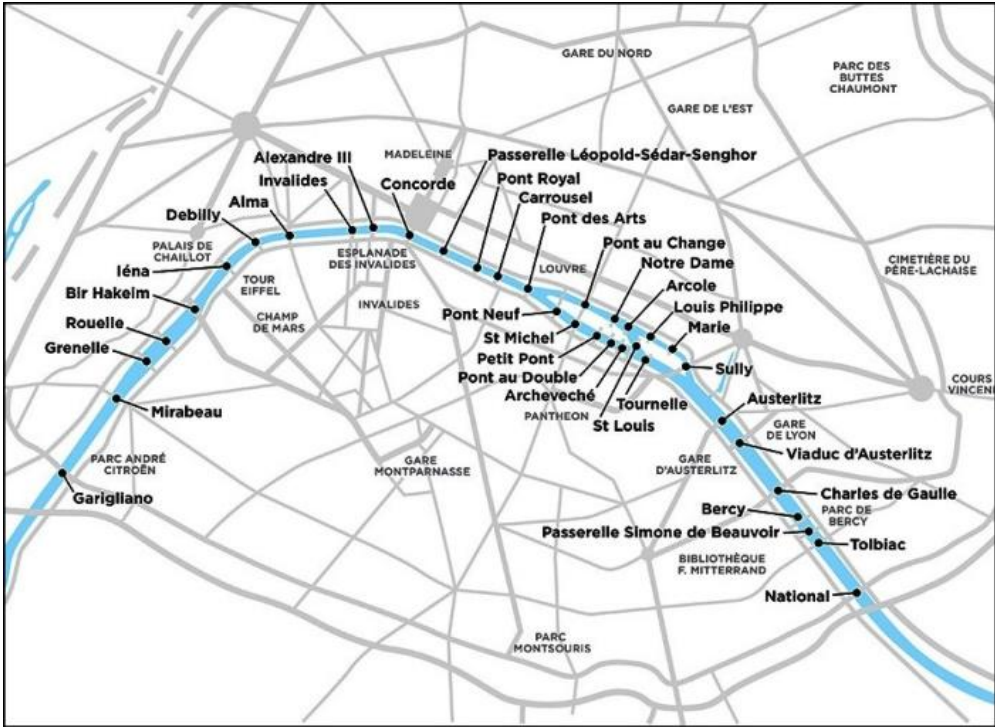 GARE DU NORD
PARC DES
BUTTES
CHAUMONT
GARE DE L'EST
MADELEINE
Passerelle Léopold-Sédar-Senghor
Alexandre III
Invalides
Concorde
Pont Royal
Alma
Carrousel
Debilly
Pont des Arts
PALAIS DE
CHAILLOT
ESPLANADE
DES INVALIDES
Pont au Change
LOUVRE
Notre Dame
CIMETIÈRE DU
PÈRE-LACHAISE
Iéna
TOUR
EIFFEL
Arcole
Bir Hakeim
INVALIDES
Louis Philippe
CHAMP
DE MARS
Pont Neuf
Marie
Rouelle
St Michel
Grenelle
Petit Pont
Sully
Pont au Double
COURS
VINCENN
Archeveché
Austerlitz
Mirabeau
PANTHEON
Tournelle
St Louis
GARE
DE LYON
Viaduc d'Austerlitz
PARC ANDRÉ
CITROËN
GARE
MONTPARNASSE
GARE
D'AUSTERLITZ
Garigliano
Charles de Gaulle
Bercy
PARC DE
BERCY
Passerelle Simone de Beauvoir
Tolbiac
BIBLIOTHÈQUE
F. MITTERRAND
National
PARC
MONTSOURIS